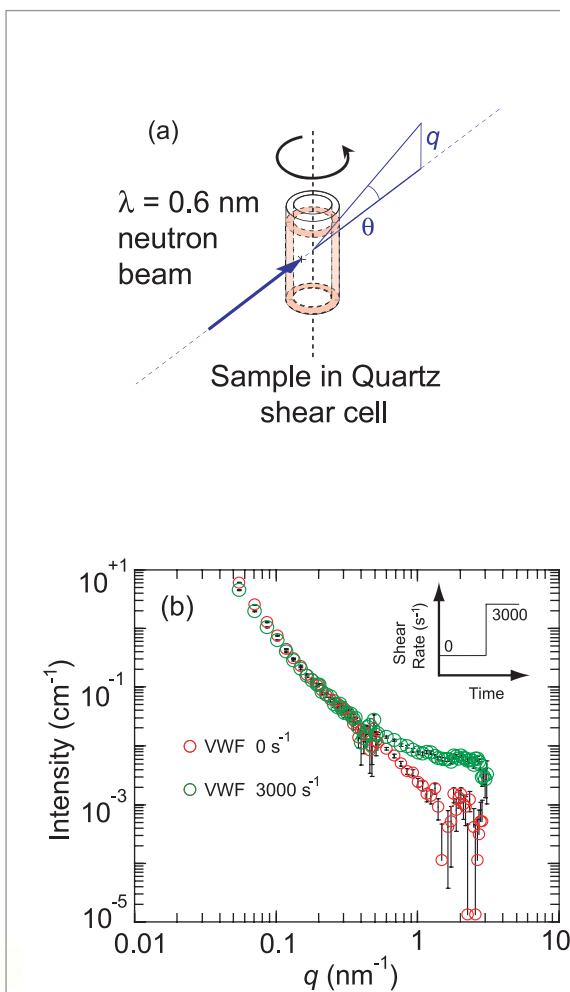 (a)
q
θ
λ = 0.6 nm
neutron
beam
Sample in Quartz
shear cell
(b)
10⁺¹
10⁻¹
10⁻³
10⁻⁵
Intensity (cm⁻¹)
VWF 0 s⁻¹
VWF 3000 s⁻¹
Shear
Rate (s⁻¹)
0
3000
Time
0.01
0.1
1
10
q (nm⁻¹)